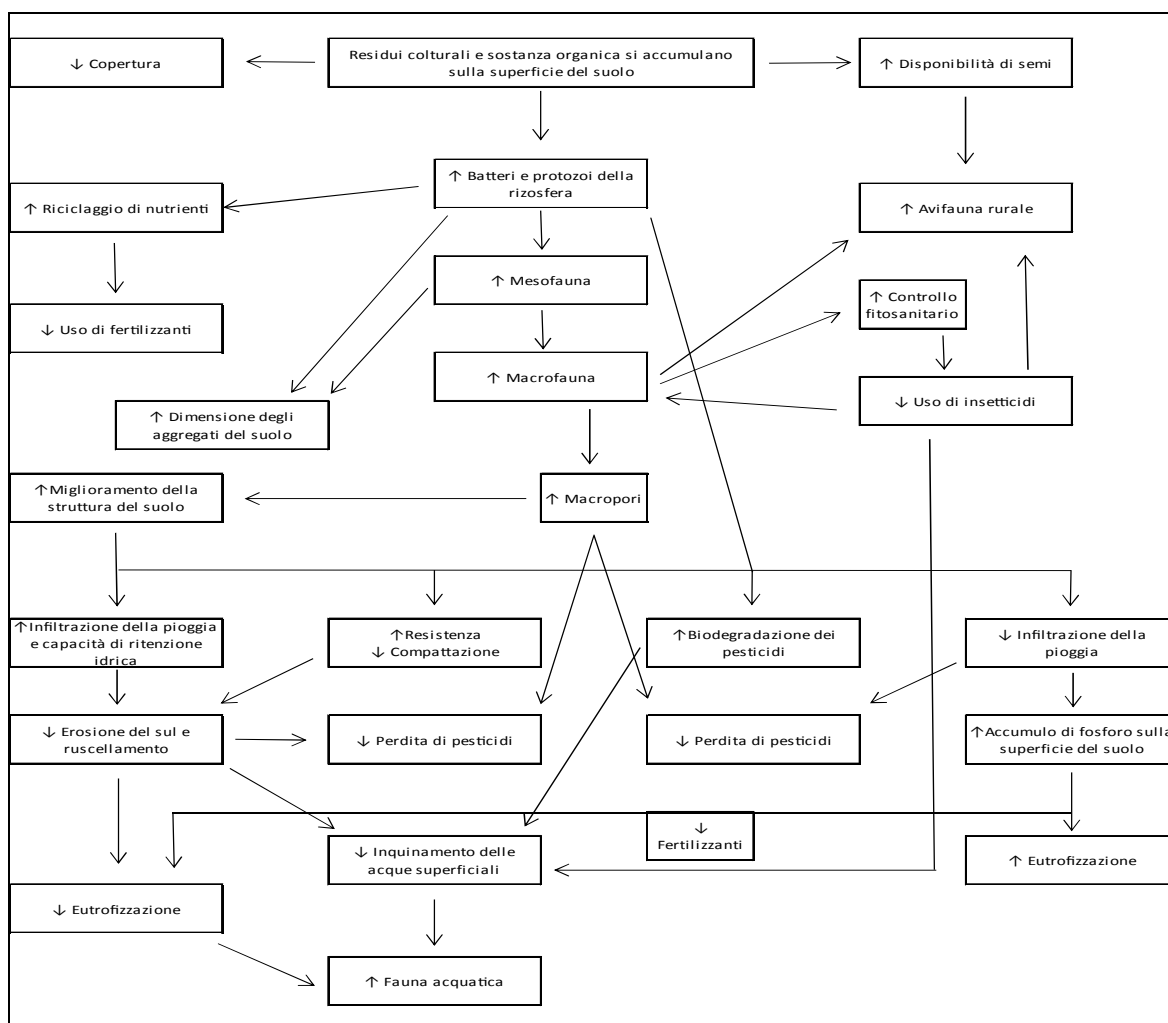 ↓ Copertura
Residui colturali e sostanza organica si accumulano
sulla superficie del suolo
↑ Disponibilità di semi
↑ Batteri e protozoi della
rizosfera
↑ Riciclaggio di nutrienti
↑ Avifauna rurale
↑ Mesofauna
↑ Controllo
fitosanitario
↓ Uso di fertilizzanti
↑ Macrofauna
↓ Uso di insetticidi
↑ Dimensione degli
aggregati del suolo
↑Miglioramento della
struttura del suolo
↑ Macropori
↑Infiltrazione della pioggia
e capacità di ritenzione
idrica
↑Resistenza
↓ Compattazione
↑Biodegradazione dei
pesticidi
↓ Infiltrazione della
pioggia
↓ Erosione del sul e
ruscellamento
↓ Perdita di pesticidi
↓ Perdita di pesticidi
↑Accumulo di fosforo sulla
superficie del suolo
↓
Fertilizzanti
↓ Inquinamento delle
acque superficiali
↑ Eutrofizzazione
↓ Eutrofizzazione
↑ Fauna acquatica